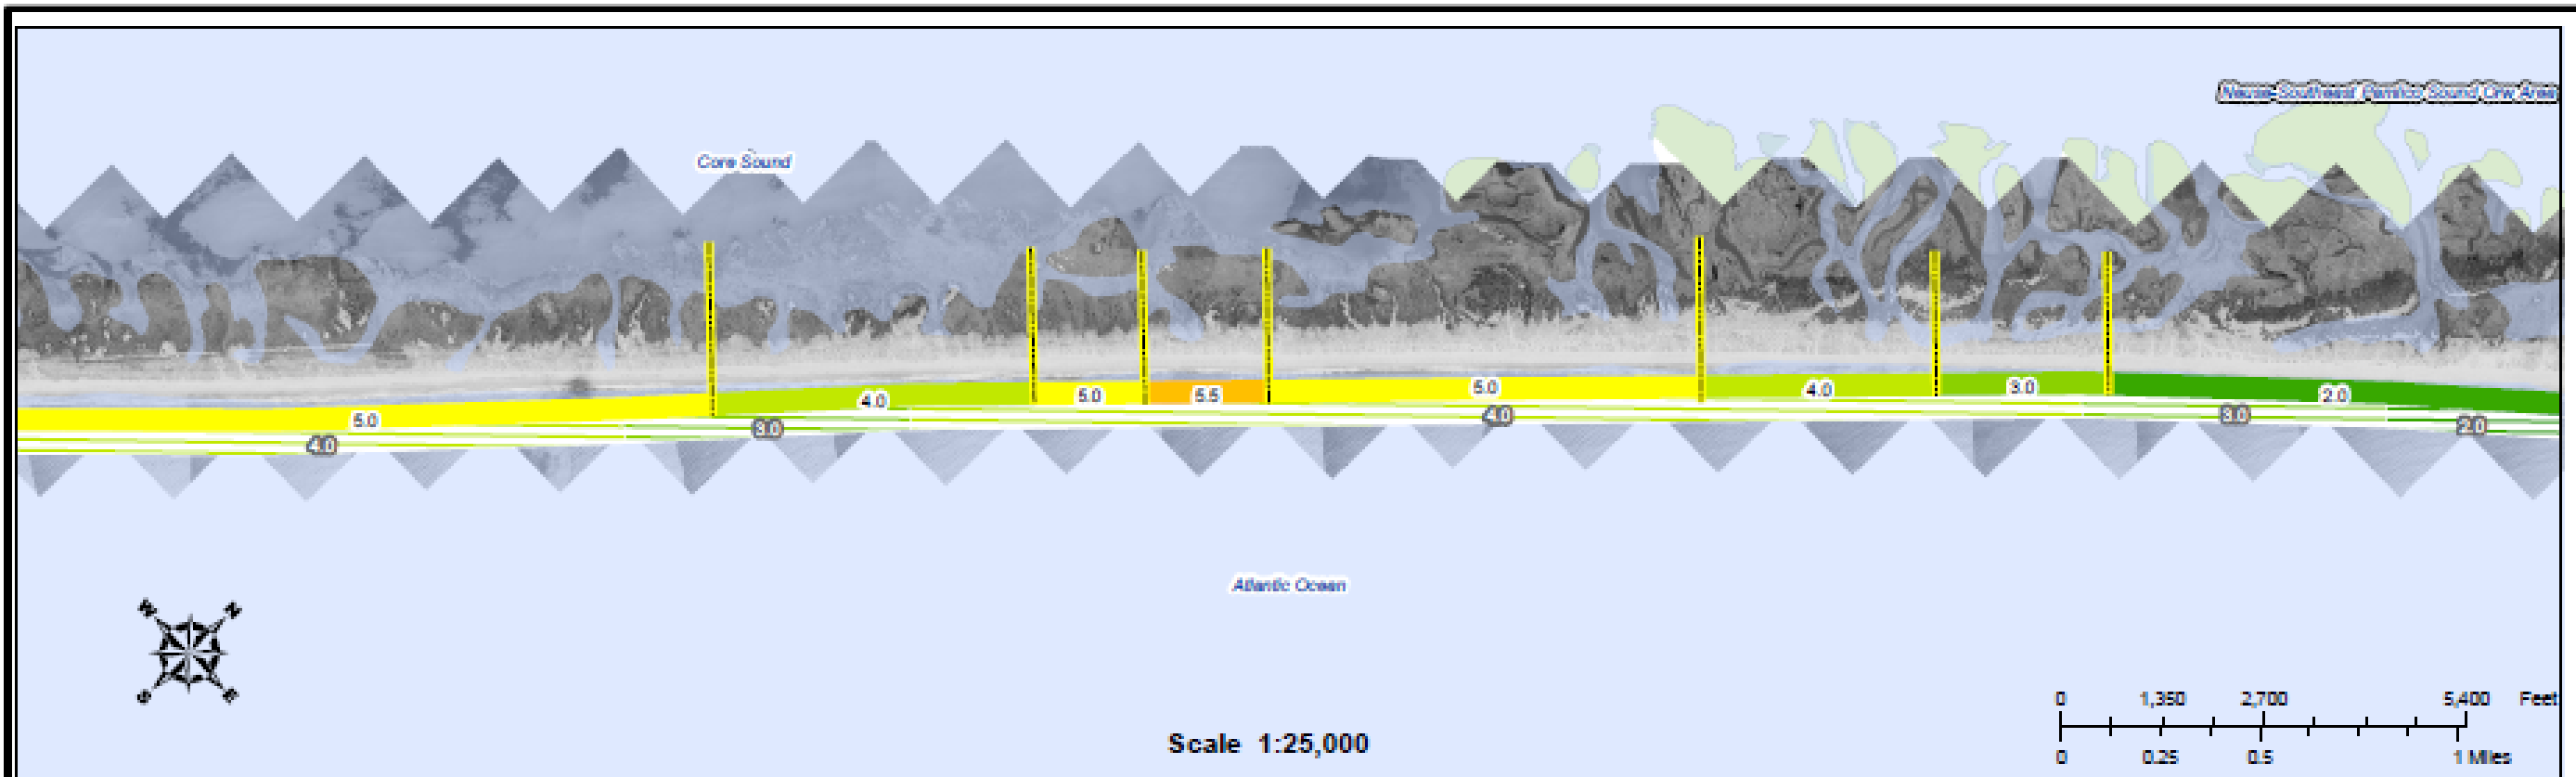 Neuse-Southeast Pamlico Sound Orw Area
Core Sound
5.0
4.0
5.0
5.5
5.0
4.0
3.0
2.0
4.0
3.0
4.0
3.0
2.0
Atlantic Ocean
N
S
0 1,350 2,700 5,400 Feet
Scale 1:25,000
0 0.25 0.5 1 Miles